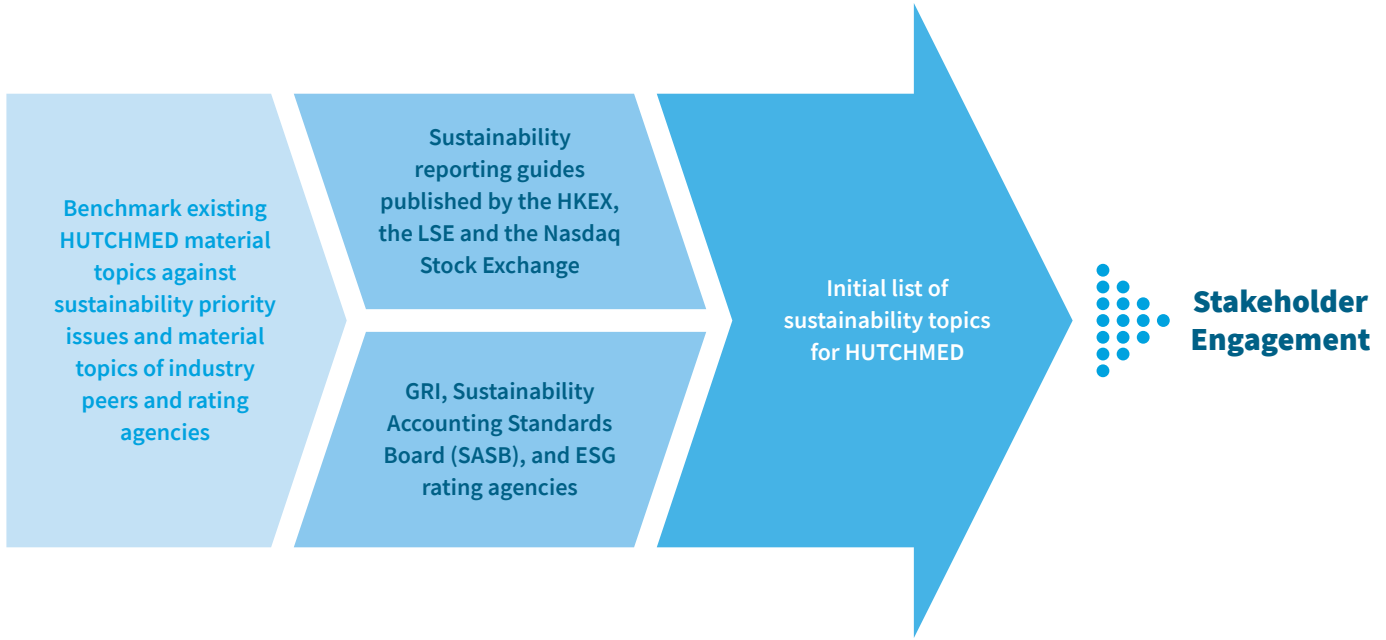 Benchmark existing
HUTCHMED material
topics against
sustainability priority
issues and material
topics of industry
peers and rating
agencies
Sustainability
reporting guides
published by the HKEX,
the LSE and the Nasdaq
Stock Exchange
GRI, Sustainability
Accounting Standards
Board (SASB), and ESG
rating agencies
Initial list of
sustainability topics
for HUTCHMED
Stakeholder
Engagement